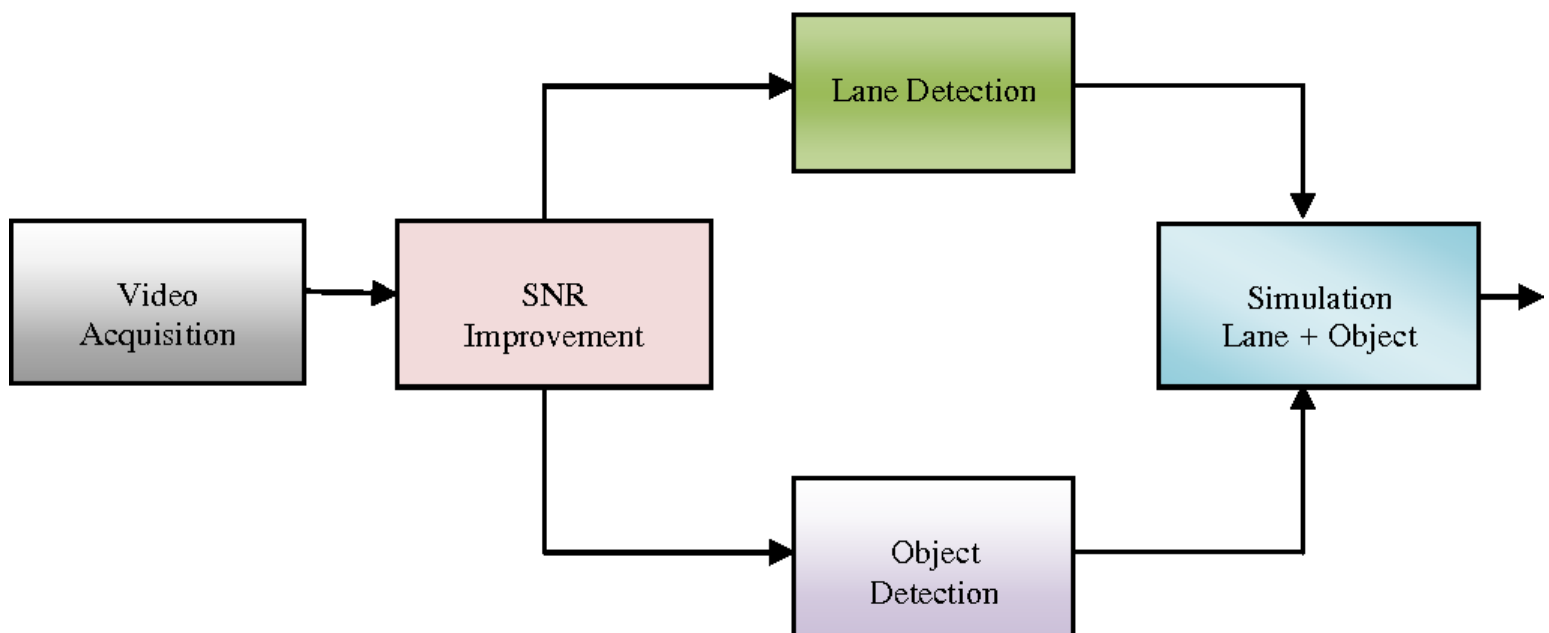 Lane Detection
Video
Acquisition
SNR
Improvement
Simulation
Lane + Object
Object
Detection